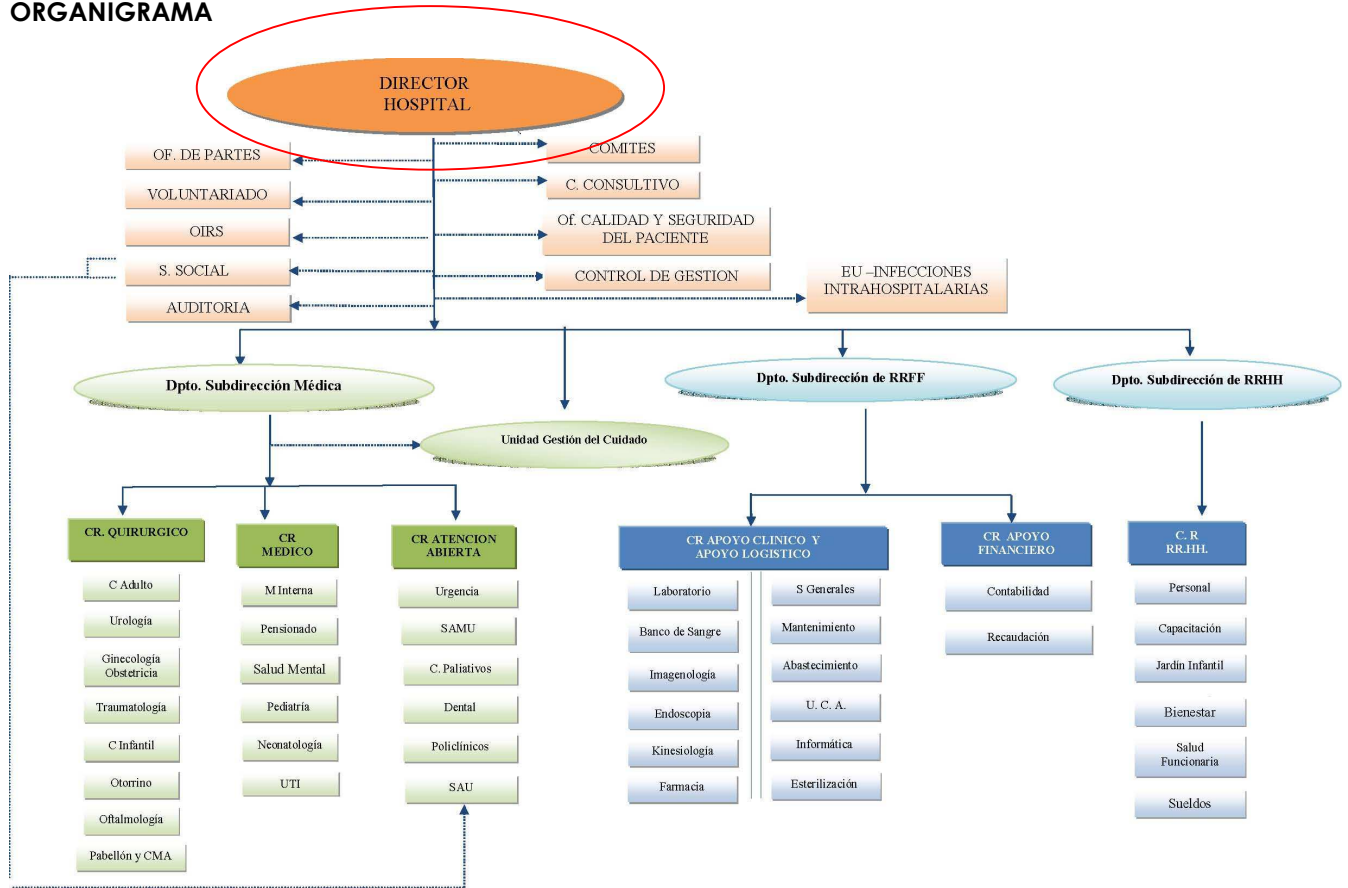 ORGANIGRAMA
DIRECTOR
HOSPITAL
OF. DE PARTES
VOLUNTARIADO
OIRS
S. SOCIAL
AUDITORIA
COMITES
C. CONSULTIVO
Of. CALIDAD Y SEGURIDAD
DEL PACIENTE
CONTROL DE GESTION
EU –INFECCIONES
INTRAHOSPITALARIAS
Dpto. Subdirección Médica
Unidad Gestión del Cuidado
Dpto. Subdirección de RRFF
Dpto. Subdirección de RRHH
CR. QUIRURGICO
C Adulto
Urología
Ginecología
Obstetricia
Traumatología
C Infantil
Otorrino
Oftalmología
Pabellón y CMA
CR
MEDICO
M Interna
Pensionado
Salud Mental
Pediatría
Neonatología
UTI
CR ATENCION
ABIERTA
Urgencia
SAMU
C. Paliativos
Dental
Policlínicos
SAU
CR APOYO CLINICO Y
APOYO LOGISTICO
Laboratorio
Banco de Sangre
Imagenología
Endoscopia
Kinesiología
Farmacia
S Generales
Mantenimiento
Abastecimiento
U. C. A.
Informática
Esterilización
CR APOYO
FINANCIERO
Contabilidad
Recaudación
C. R
RR.HH.
Personal
Capacitación
Jardín Infantil
Bienestar
Salud
Funcionaria
Sueldos